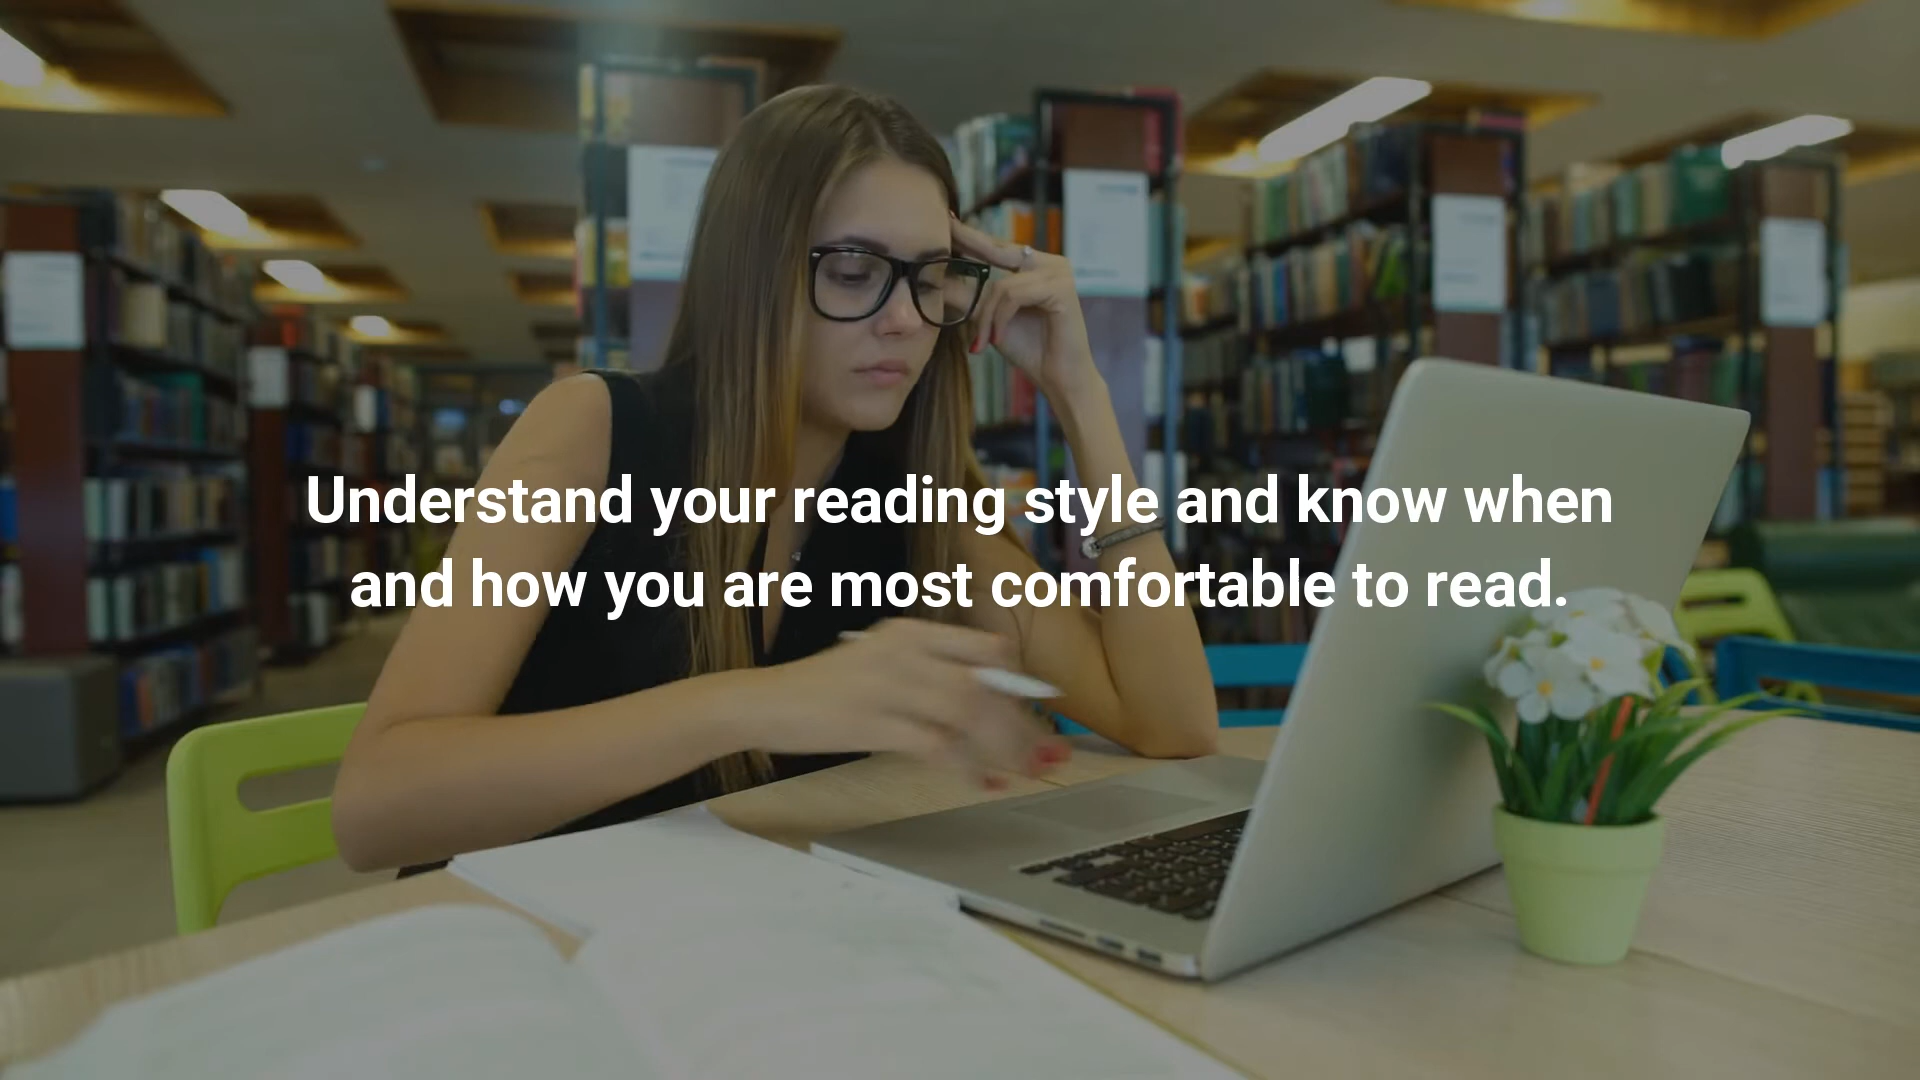 Understand your reading style and know when
and how you are most comfortable to read.